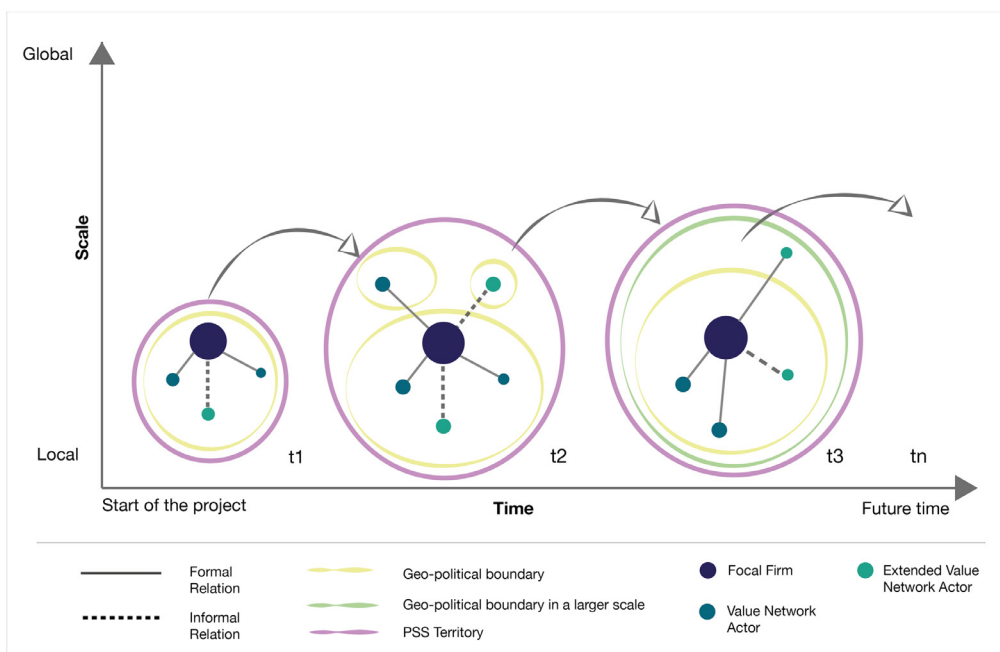 Global
Scale
Local
t1
t2
t3
tn
Start of the project
Time
Future time
Formal
Relation
Informal
Relation
Geo-political boundary
Geo-political boundary in a larger scale
PSS Territory
Focal Firm
Value Network
Actor
Extended Value
Network Actor